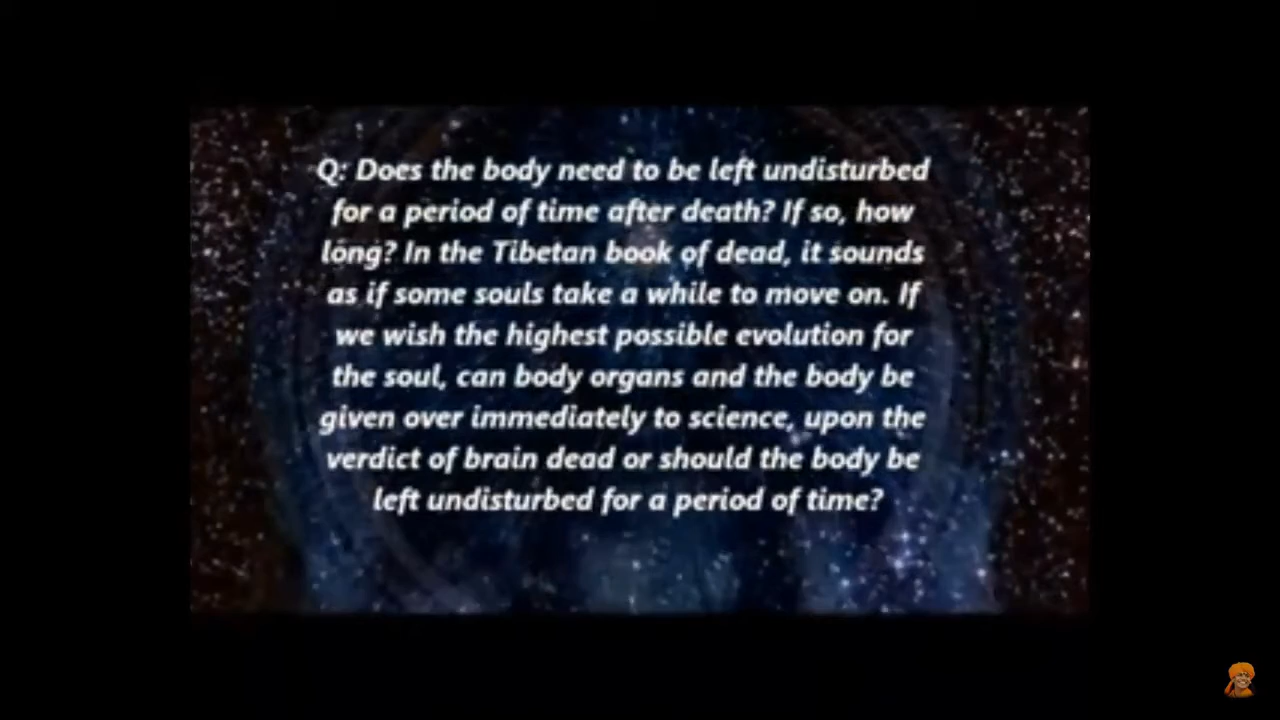 Q: Does the body need to be left undisturbed
for a period of time after death? If so, how
long? In the Tibetan book of dead, it sounds
as if some souls take a while to move on. If
we wish the highest possible evolution for
the soul, can body organs and the body be
given over immediately to science, upon the
verdict of brain dead or should the body be
left undisturbed for a period of time?